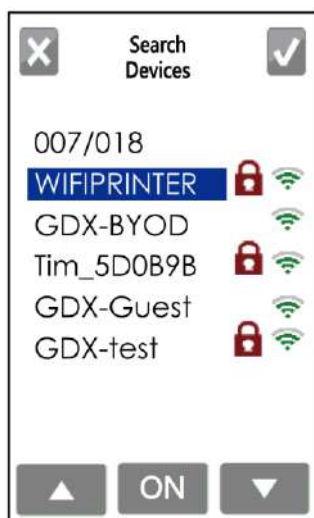 Search
Devices
007/018
WIFIPRINTER
GDX-BYOD
Tim_5D0B9B
GDX-Guest
GDX-test
ON